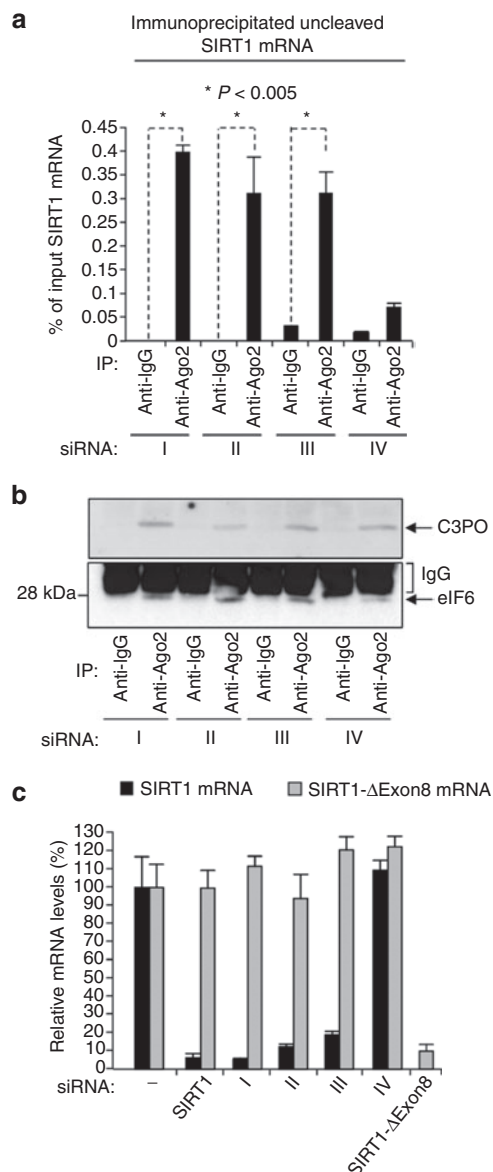 a
Immunoprecipitated uncleaved
SIRT1 mRNA
* P < 0.005
* * *
% of input SIRT1 mRNA
0.45
0.4
0.35
0.3
0.25
0.2
0.15
0.1
0.05
0
IP: Anti-IgG Anti-Ago2 Anti-IgG Anti-Ago2 Anti-IgG Anti-Ago2 Anti-IgG Anti-Ago2
siRNA: I II III IV
b
C3PO
IgG
28 kDa
eIF6
IP: Anti-IgG Anti-Ago2 Anti-IgG Anti-Ago2 Anti-IgG Anti-Ago2 Anti-IgG Anti-Ago2
siRNA: I II III IV
c
SIRT1 mRNA SIRT1-ΔExon8 mRNA
Relative mRNA levels (%)
130
120
110
100
90
80
70
60
50
40
30
20
10
0
siRNA: – SIRT1 I II III IV SIRT1-ΔExon8